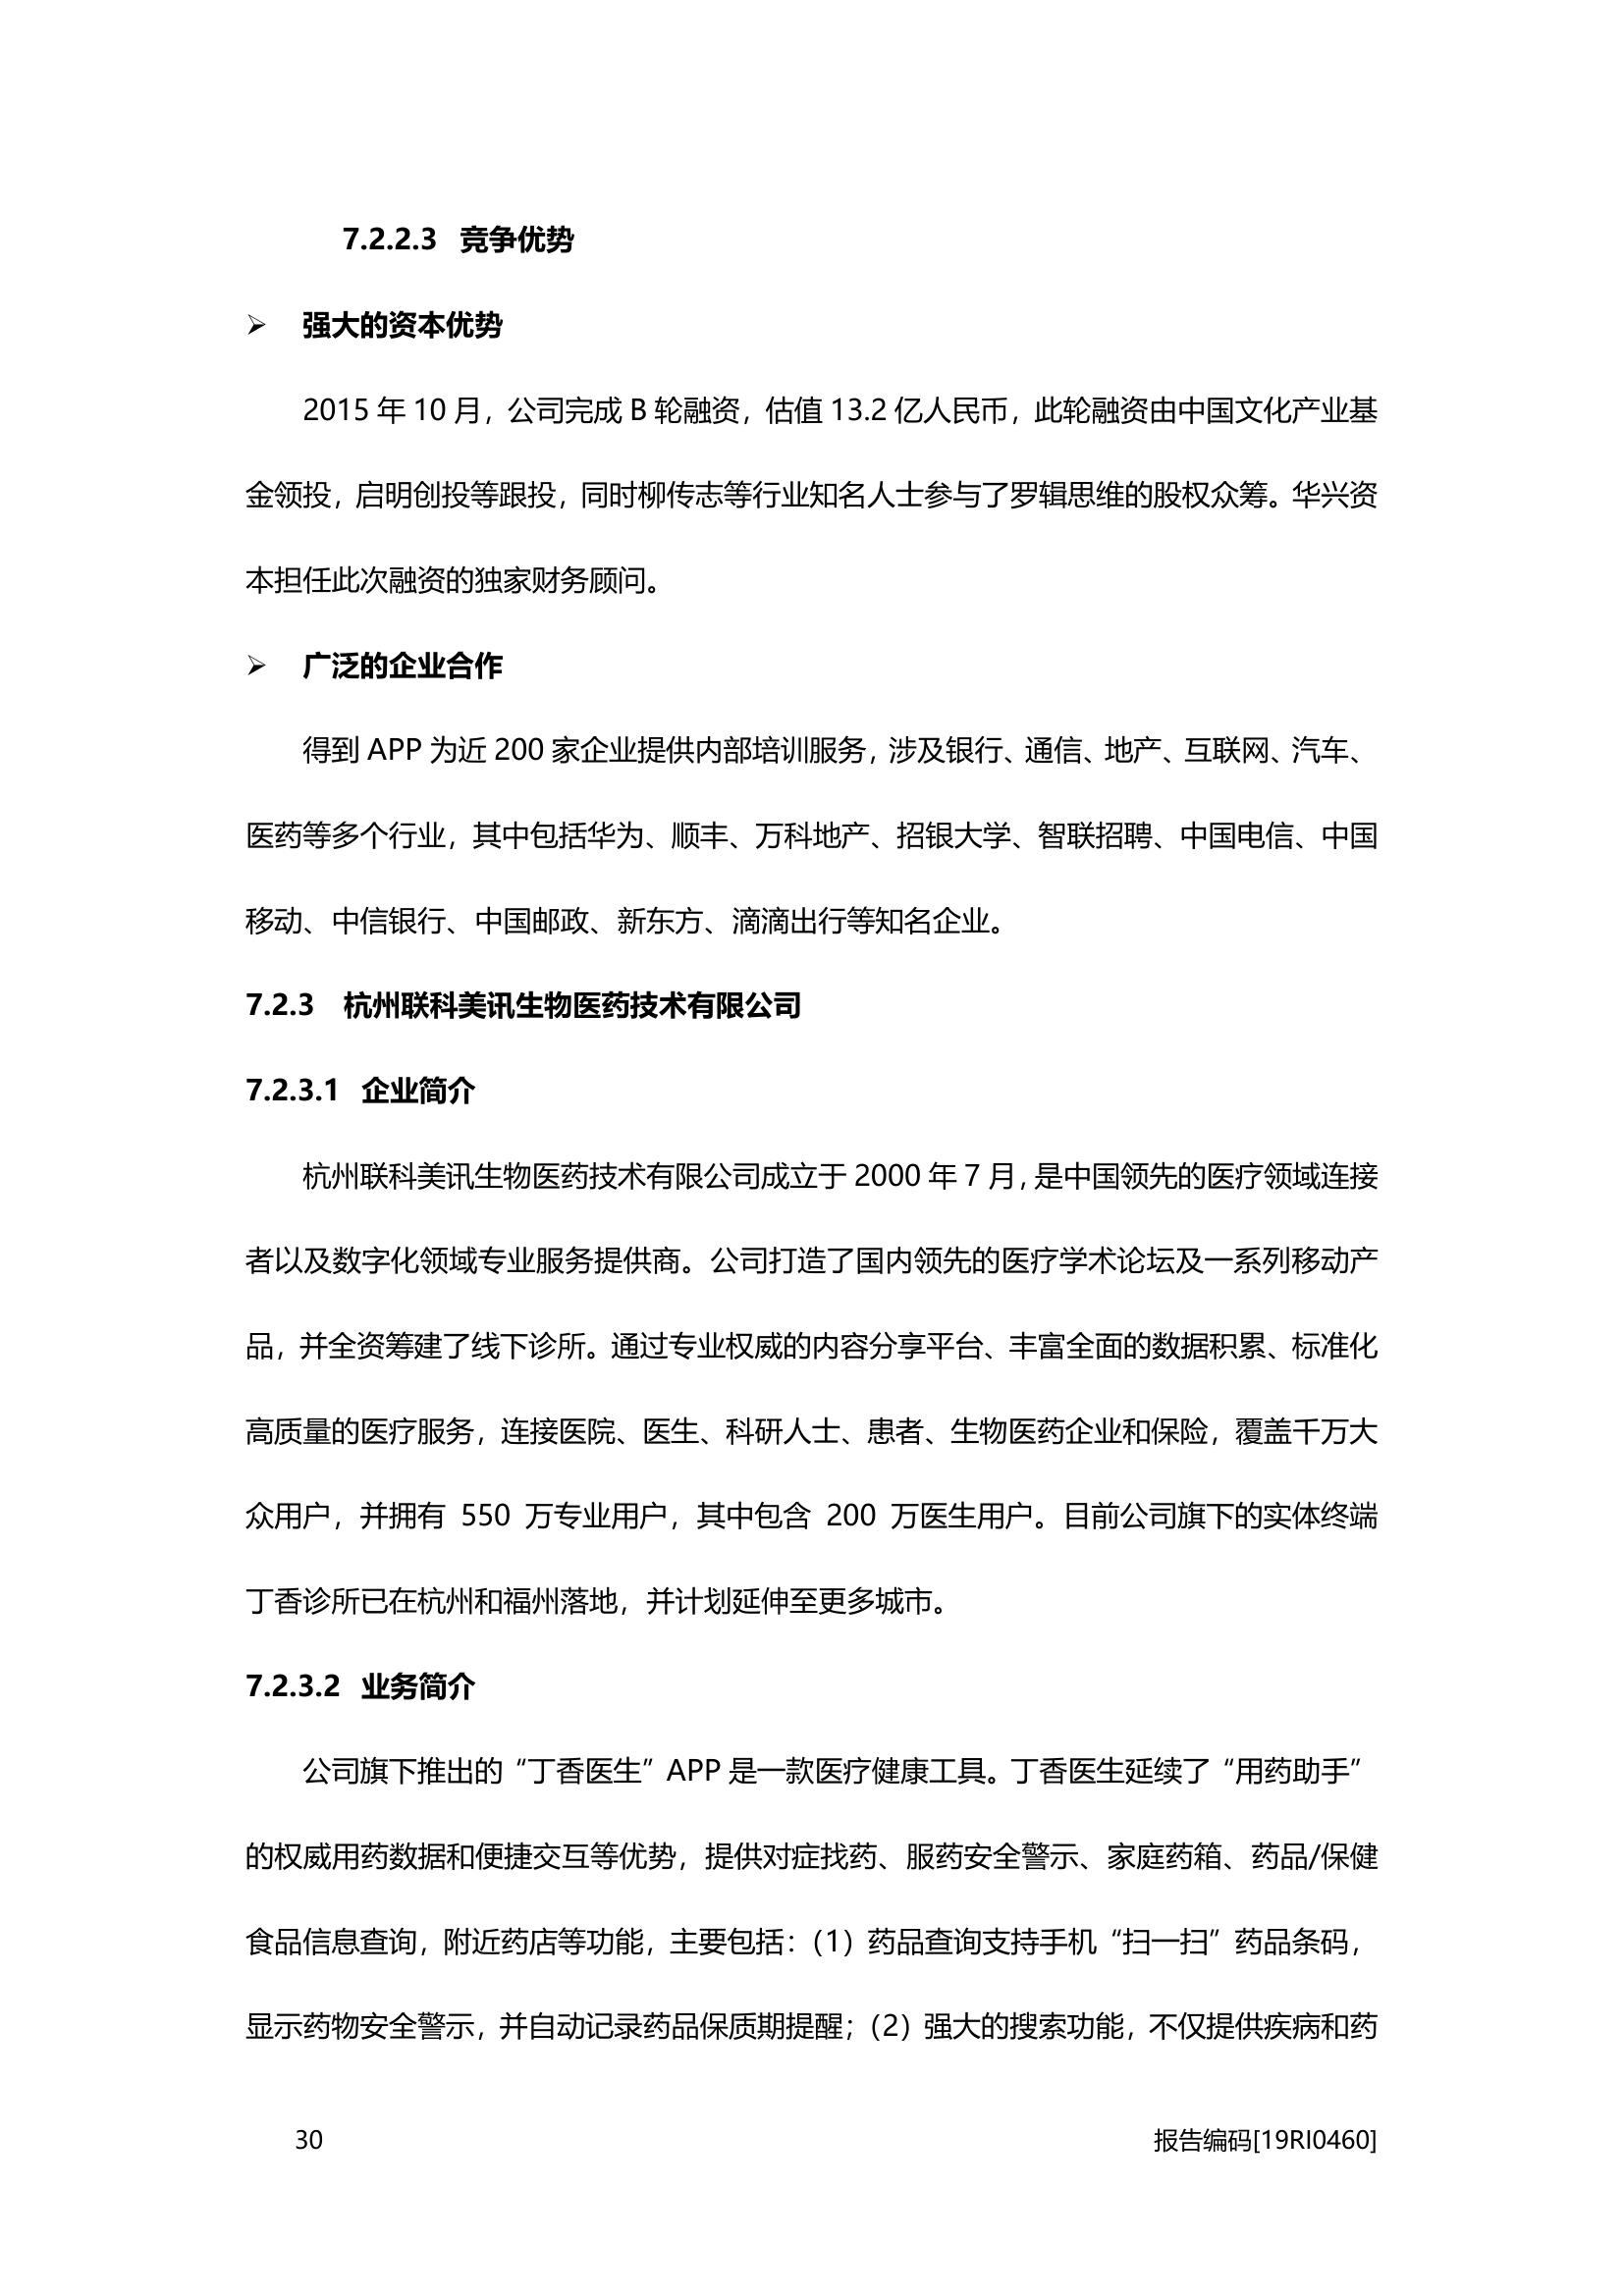 7.2.2.3 竞争优势
➢ 强大的资本优势
2015 年 10 月，公司完成 B 轮融资，估值 13.2 亿人民币，此轮融资由中国文化产业基
金领投，启明创投等跟投，同时柳传志等行业知名人士参与了罗辑思维的股权众筹。华兴资
本担任此次融资的独家财务顾问。
➢ 广泛的企业合作
得到 APP 为近 200 家企业提供内部培训服务，涉及银行、通信、地产、互联网、汽车、
医药等多个行业，其中包括华为、顺丰、万科地产、招银大学、智联招聘、中国电信、中国
移动、中信银行、中国邮政、新东方、滴滴出行等知名企业。
7.2.3 杭州联科美讯生物医药技术有限公司
7.2.3.1 企业简介
杭州联科美讯生物医药技术有限公司成立于 2000 年 7 月，是中国领先的医疗领域连接
者以及数字化领域专业服务提供商。公司打造了国内领先的医疗学术论坛及一系列移动产
品，并全资筹建了线下诊所。通过专业权威的内容分享平台、丰富全面的数据积累、标准化
高质量的医疗服务，连接医院、医生、科研人士、患者、生物医药企业和保险，覆盖千万大
众用户，并拥有 550 万专业用户，其中包含 200 万医生用户。目前公司旗下的实体终端
丁香诊所已在杭州和福州落地，并计划延伸至更多城市。
7.2.3.2 业务简介
公司旗下推出的“丁香医生”APP 是一款医疗健康工具。丁香医生延续了“用药助手”
的权威用药数据和便捷交互等优势，提供对症找药、服药安全警示、家庭药箱、药品/保健
食品信息查询，附近药店等功能，主要包括：（1）药品查询支持手机“扫一扫”药品条码，
显示药物安全警示，并自动记录药品保质期提醒；（2）强大的搜索功能，不仅提供疾病和药
30
报告编码[19RI0460]